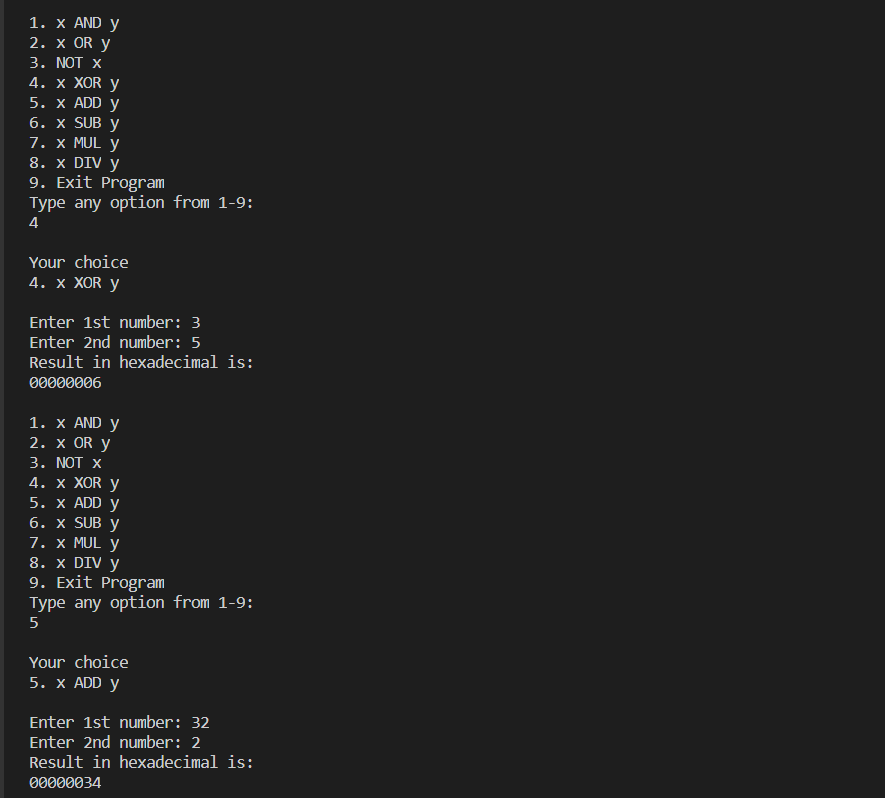 1. x AND y
2. x OR y
3. NOT x
4. x XOR y
5. x ADD y
6. x SUB y
7. x MUL y
8. x DIV y
9. Exit Program
Type any option from 1-9:
4
Your choice
4. x XOR y
Enter 1st number: 3
Enter 2nd number: 5
Result in hexadecimal is:
00000006
1. x AND y
2. x OR y
3. NOT x
4. x XOR y
5. x ADD y
6. x SUB y
7. x MUL y
8. x DIV y
9. Exit Program
Type any option from 1-9:
5
Your choice
5. x ADD y
Enter 1st number: 32
Enter 2nd number: 2
Result in hexadecimal is:
00000034